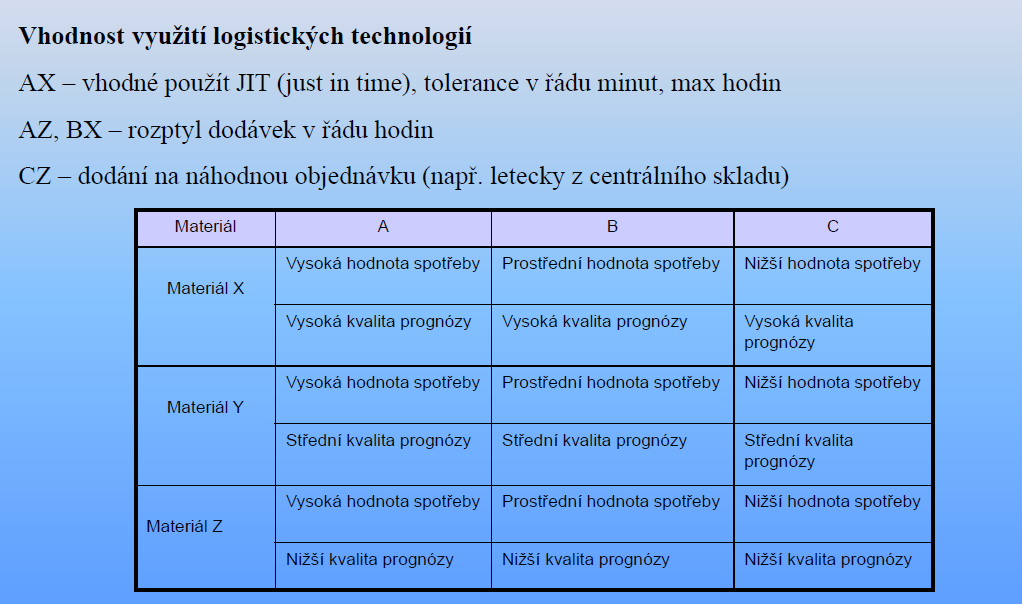 Vhodnost využití logistických technologií
AX – vhodné použít JIT (just in time), tolerance v řádu minut, max hodin
AZ, BX – rozptyl dodávek v řádu hodin
CZ – dodání na náhodnou objednávku (např. letecky z centrálního skladu)
Materiál A B C
Materiál X
Vysoká hodnota spotřeby Prostřední hodnota spotřeby Nižší hodnota spotřeby
Vysoká kvalita prognózy Vysoká kvalita prognózy Vysoká kvalita
prognózy
Materiál Y
Vysoká hodnota spotřeby Prostřední hodnota spotřeby Nižší hodnota spotřeby
Střední kvalita prognózy Střední kvalita prognózy Střední kvalita
prognózy
Materiál Z
Vysoká hodnota spotřeby Prostřední hodnota spotřeby Nižší hodnota spotřeby
Nižší kvalita prognózy Nižší kvalita prognózy Nižší kvalita prognózy